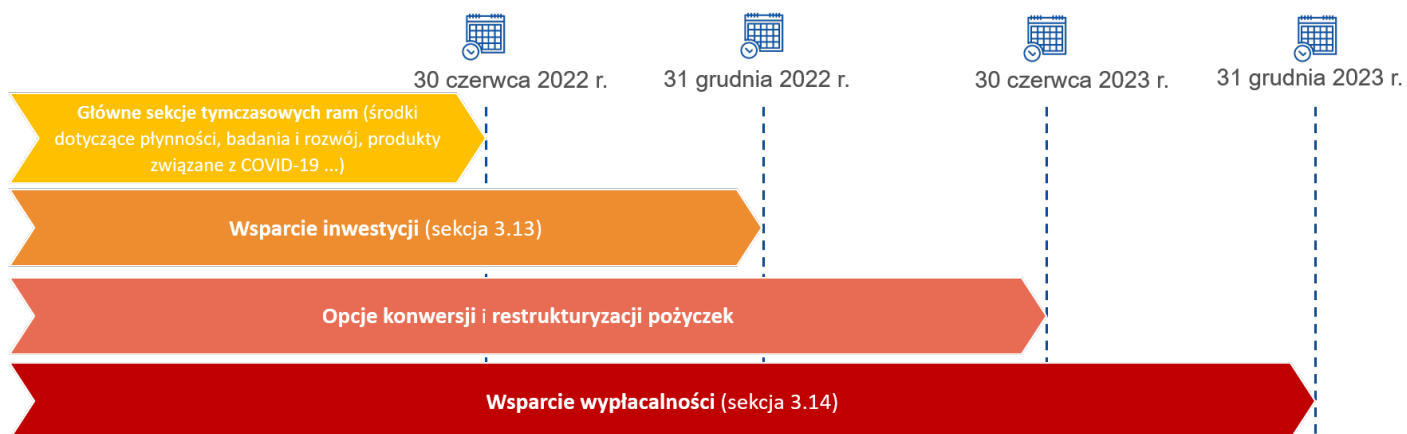 30 czerwca 2022 r.
31 grudnia 2022 r.
30 czerwca 2023 r.
31 grudnia 2023 r.
Główne sekcje tymczasowych ram (środki
dotyczące płynności, badania i rozwój, produkty
związane z COVID-19 ...)
Wsparcie inwestycji (sekcja 3.13)
Opcje konwersji i restrukturyzacji pożyczek
Wsparcie wypłacalności (sekcja 3.14)